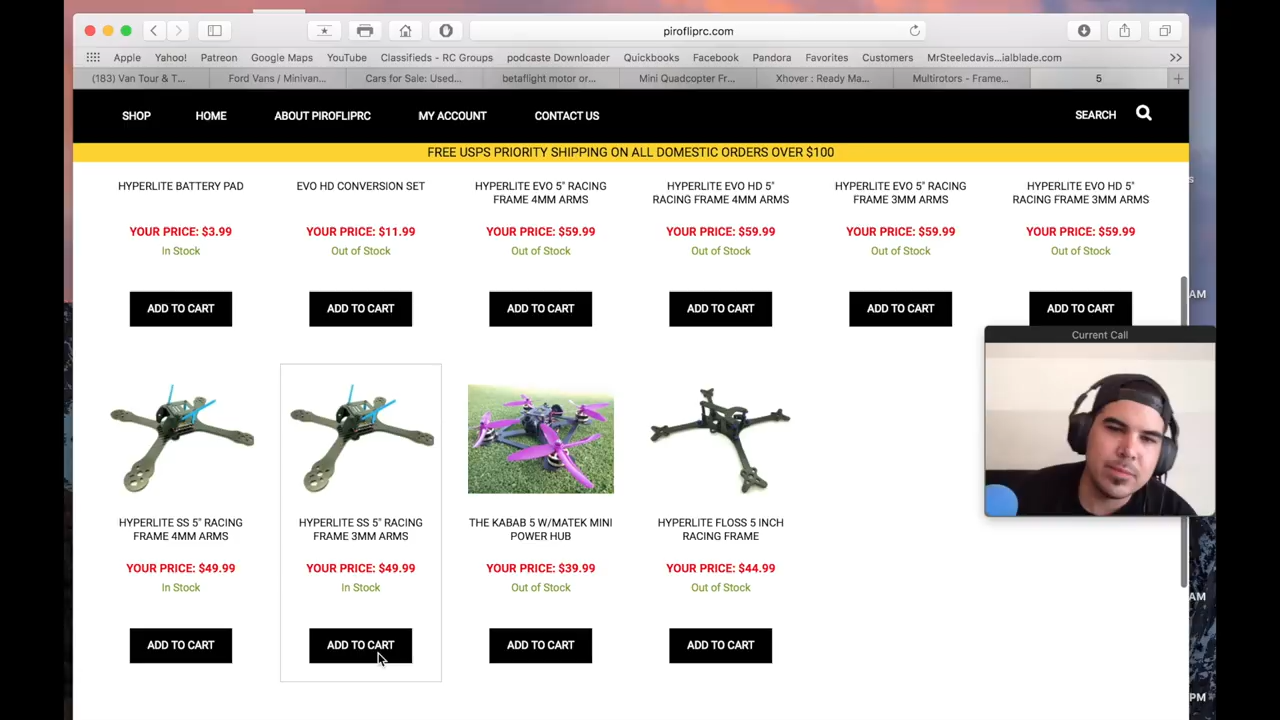 pirofliprc.com
Apple Yahoo! Patreon Google Maps YouTube Classifieds - RC Groups podcaste Downloader Quickbooks Facebook Pandora Favorites Customers MrSteeledavis...ialblade.com
(183) Van Tour & T... Ford Vans / Minivan... Cars for Sale: Used... betaflight motor or... Mini Quadcopter Fr... Xhover : Ready Ma... Multirotors - Frame... 5
SHOP HOME ABOUT PIROFLIPRC MY ACCOUNT CONTACT US SEARCH
FREE USPS PRIORITY SHIPPING ON ALL DOMESTIC ORDERS OVER $100
HYPERLITE BATTERY PAD
YOUR PRICE: $3.99
In Stock
ADD TO CART
EVO HD CONVERSION SET
YOUR PRICE: $11.99
Out of Stock
ADD TO CART
HYPERLITE EVO 5" RACING
FRAME 4MM ARMS
YOUR PRICE: $59.99
Out of Stock
ADD TO CART
HYPERLITE EVO HD 5"
RACING FRAME 4MM ARMS
YOUR PRICE: $59.99
Out of Stock
ADD TO CART
HYPERLITE EVO 5" RACING
FRAME 3MM ARMS
YOUR PRICE: $59.99
Out of Stock
ADD TO CART
HYPERLITE EVO HD 5"
RACING FRAME 3MM ARMS
YOUR PRICE: $59.99
Out of Stock
ADD TO CART
AM
Current Call
HYPERLITE SS 5" RACING
FRAME 4MM ARMS
YOUR PRICE: $49.99
In Stock
ADD TO CART
HYPERLITE SS 5" RACING
FRAME 3MM ARMS
YOUR PRICE: $49.99
In Stock
ADD TO CART
THE KABAB 5 W/MATEK MINI
POWER HUB
YOUR PRICE: $39.99
Out of Stock
ADD TO CART
HYPERLITE FLOSS 5 INCH
RACING FRAME
YOUR PRICE: $44.99
Out of Stock
ADD TO CART
AM
PM